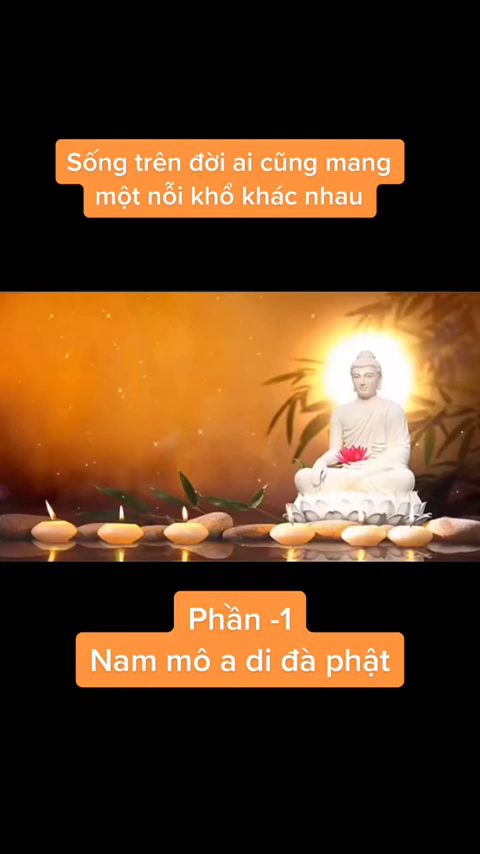 Sống trên đời ai cũng mang
một nỗi khổ khác nhau
Phần -1
Nam mô a di đà phật